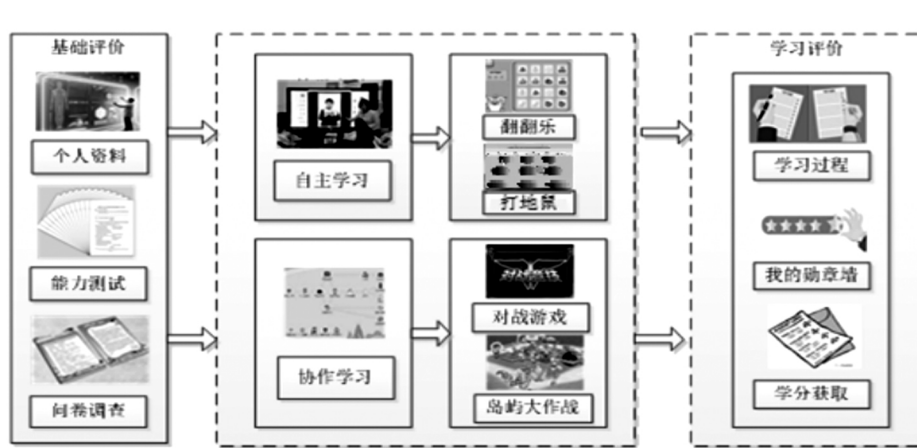 基础评价
个人资料
能力测试
问卷调查
自主学习
翻翻乐
打地鼠
协作学习
对战游戏
岛屿大作战
学习评价
学习过程
我的勋章墙
学分获取